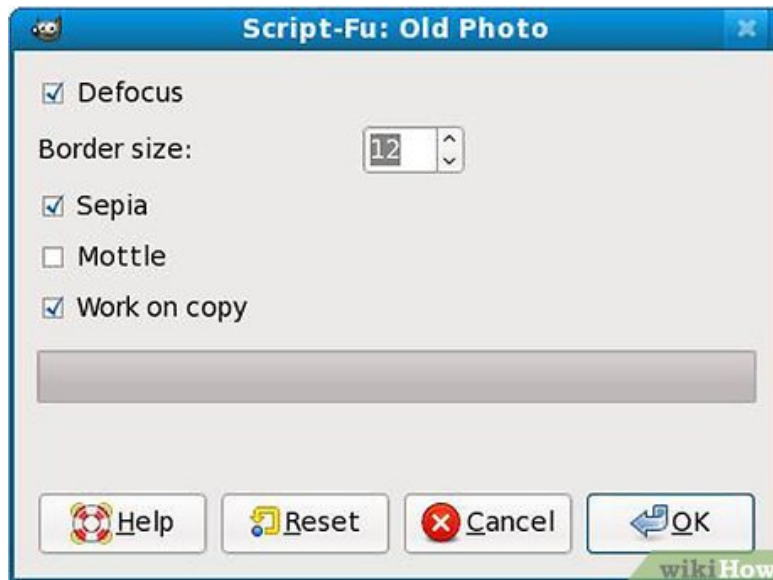 Script-Fu: Old Photo
Defocus
Border size: 12
Sepia
Mottle
Work on copy
Help Reset Cancel OK
wikiHow